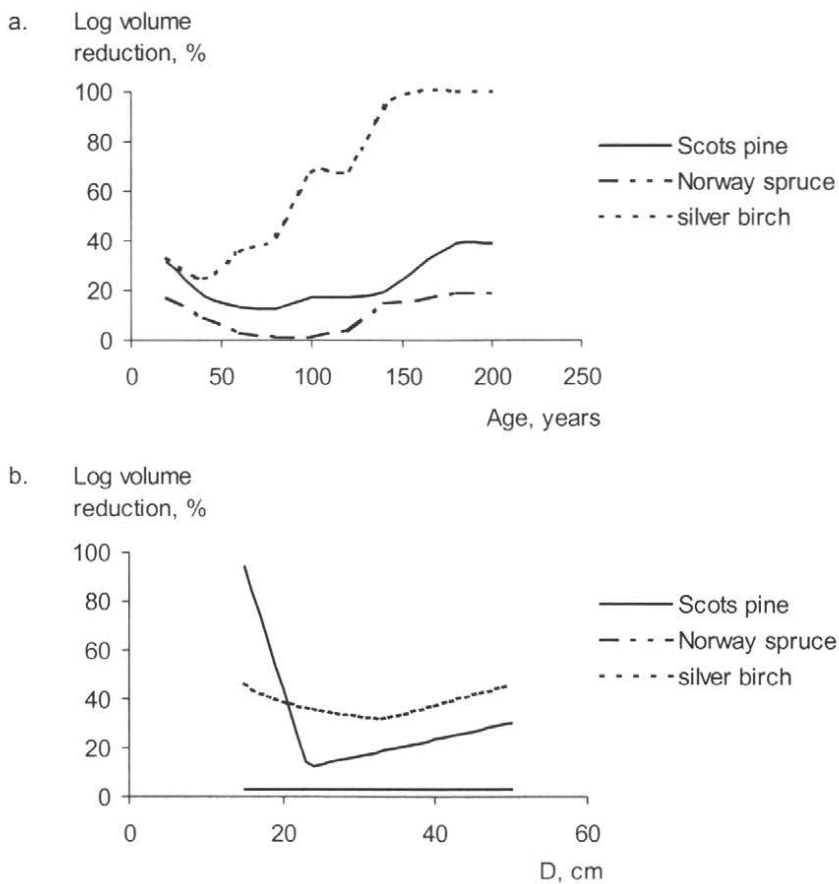 a.
Log volume
reduction, %
100
80
60
40
20
0
0 50 100 150 200 250
Age, years
Scots pine
Norway spruce
silver birch
b.
Log volume
reduction, %
100
80
60
40
20
0
0 20 40 60
D, cm
Scots pine
Norway spruce
silver birch